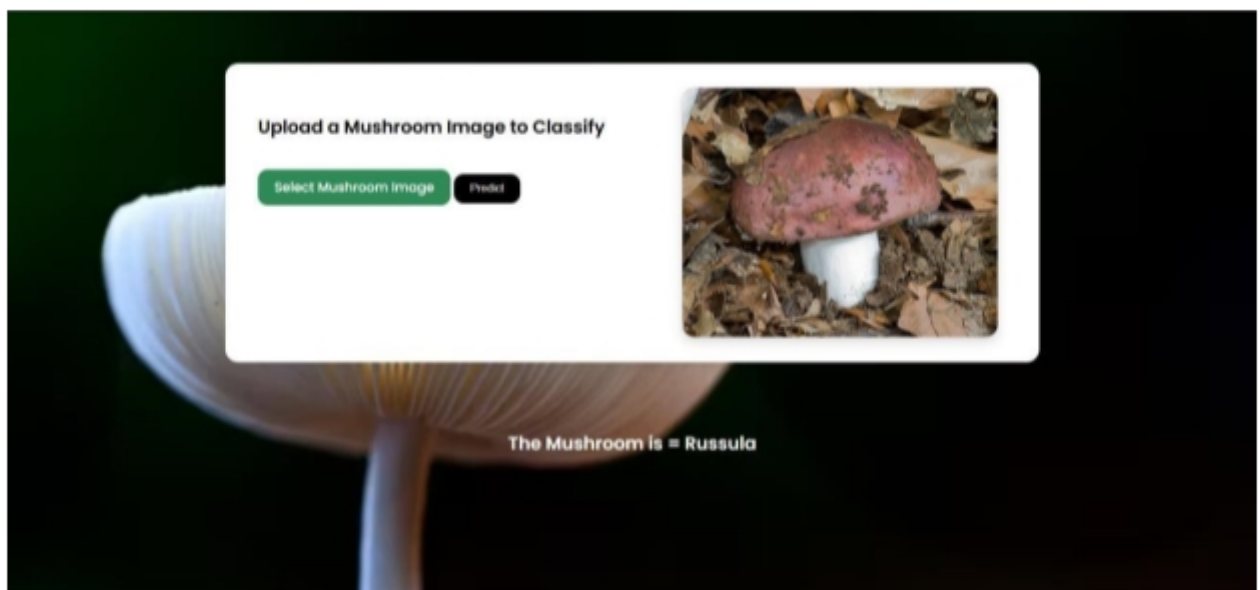 Upload a Mushroom Image to Classify
Select Mushroom Image Predict
The Mushroom is = Russula